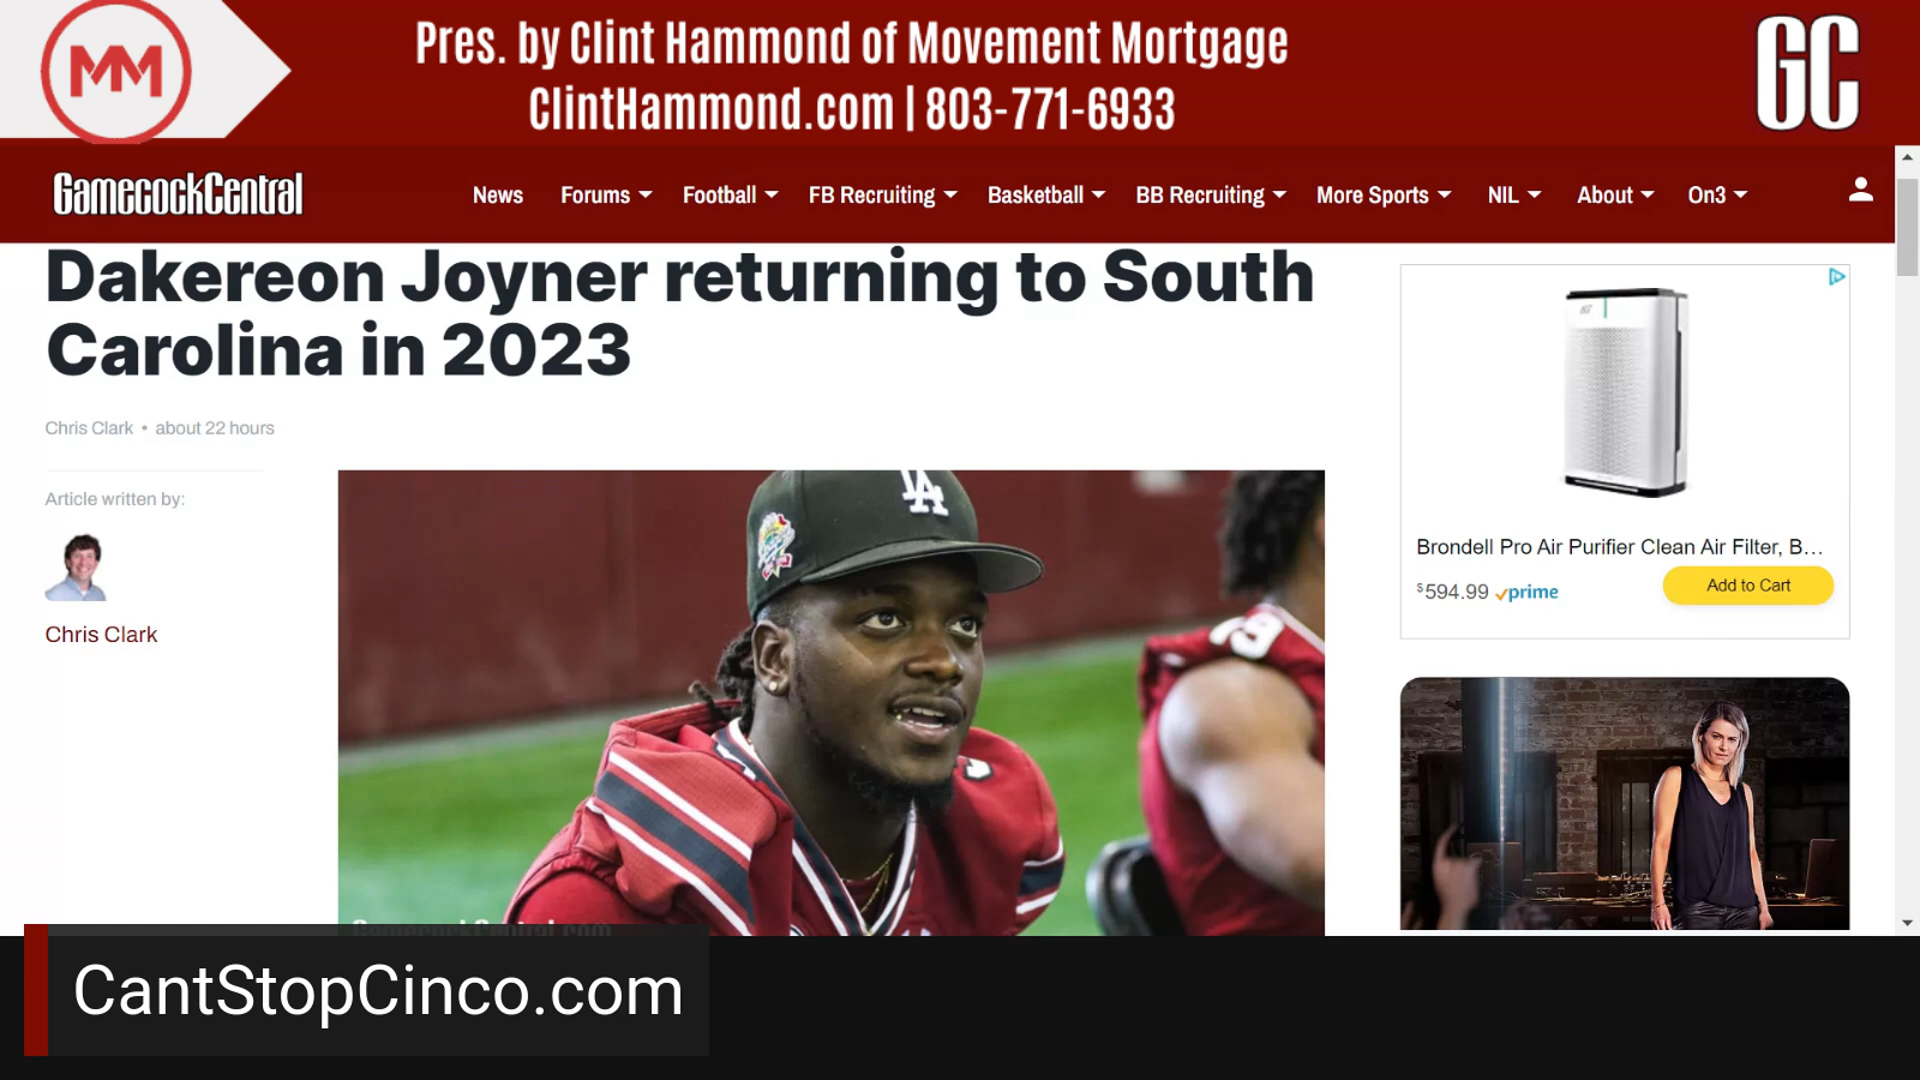 MM
Pres. by Clint Hammond of Movement Mortgage
ClintHammond.com | 803-771-6933
GC
GamecockCentral
News Forums Football FB Recruiting Basketball BB Recruiting More Sports NIL About On3
Dakereon Joyner returning to South
Carolina in 2023
Chris Clark • about 22 hours
Article written by:
Chris Clark
LA
Brondell Pro Air Purifier Clean Air Filter, B...
$594.99 prime
Add to Cart
GamecockCentral.com
CantStopCinco.com